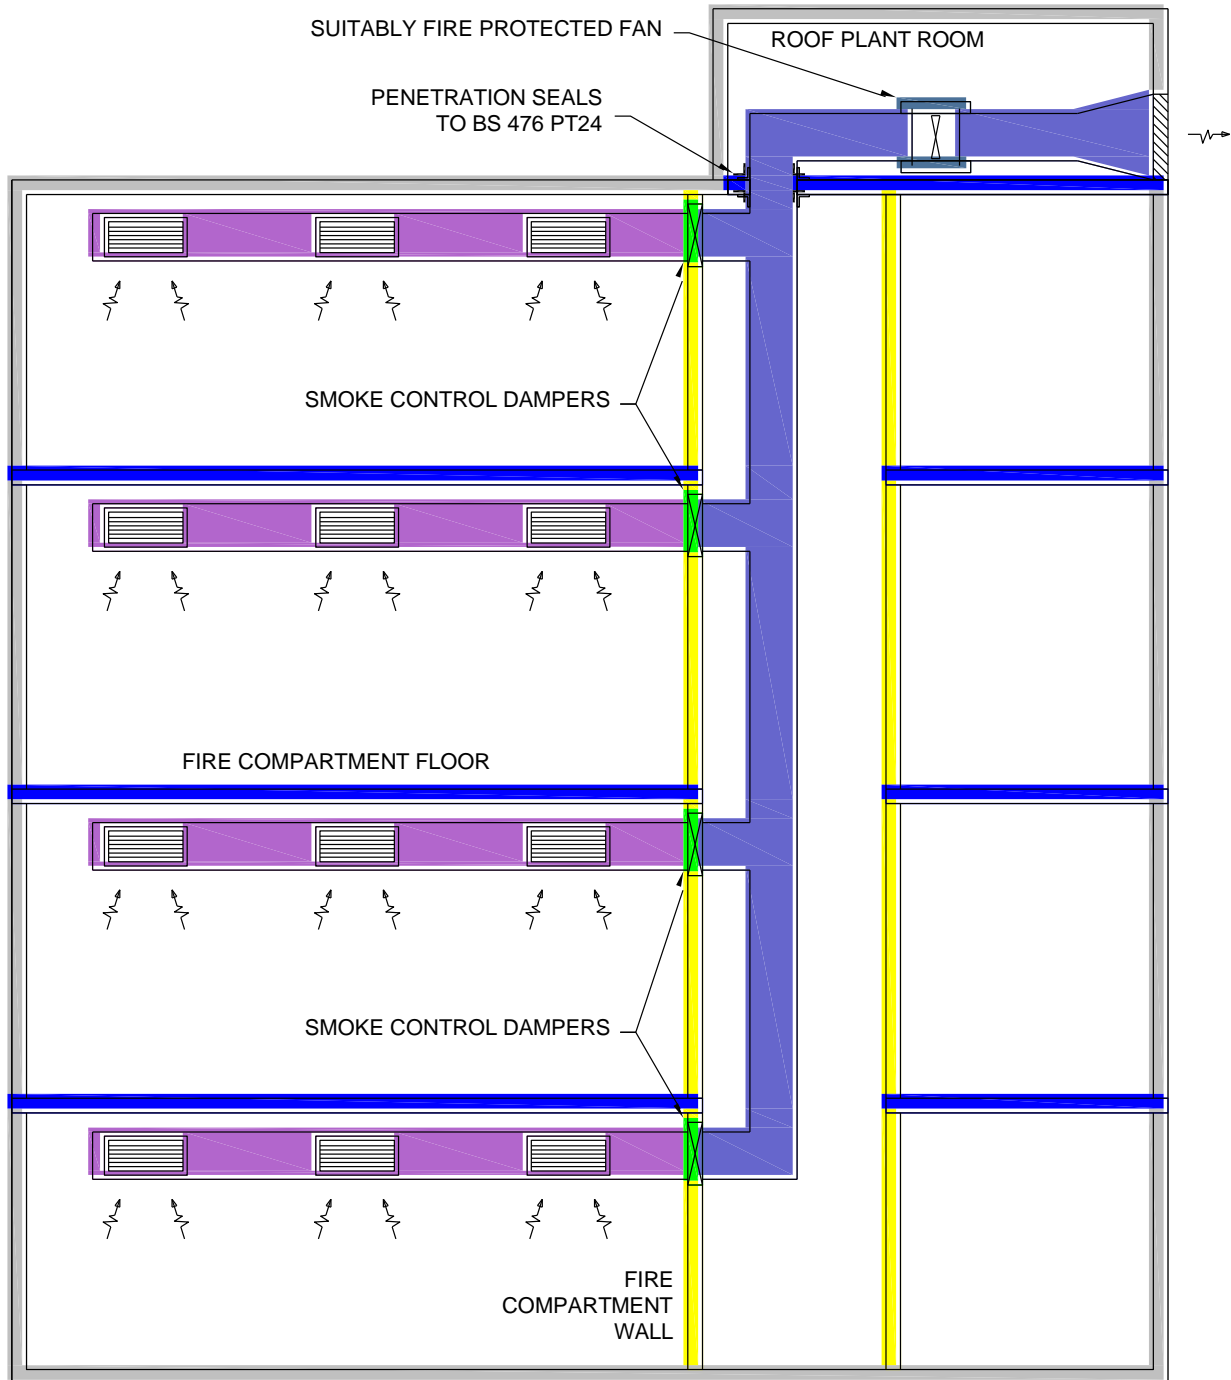 SUITABLY FIRE PROTECTED FAN
ROOF PLANT ROOM
PENETRATION SEALS
TO BS 476 PT24
SMOKE CONTROL DAMPERS
FIRE COMPARTMENT FLOOR
SMOKE CONTROL DAMPERS
FIRE
COMPARTMENT
WALL